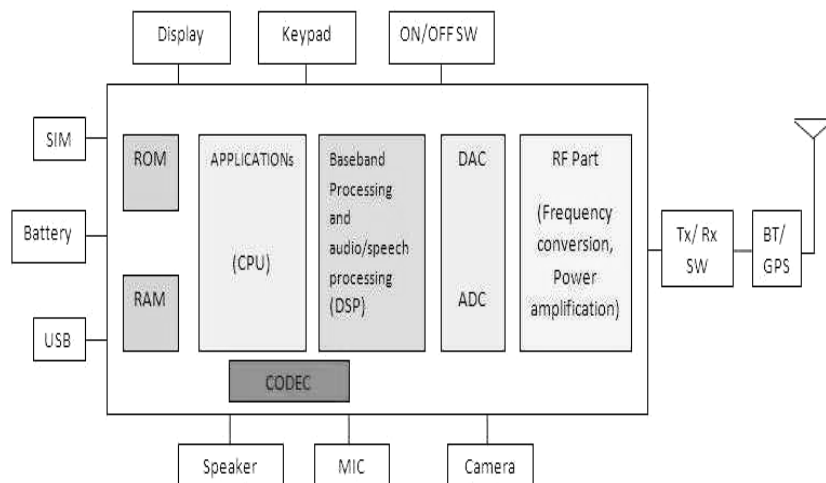 Display
Keypad
ON/OFF SW
SIM
Battery
USB
ROM
RAM
APPLICATIONs
(CPU)
Baseband
Processing
and
audio/speech
processing
(DSP)
DAC
ADC
RF Part
(Frequency
conversion,
Power
amplification)
CODEC
Tx/ Rx
SW
BT/
GPS
Speaker
MIC
Camera